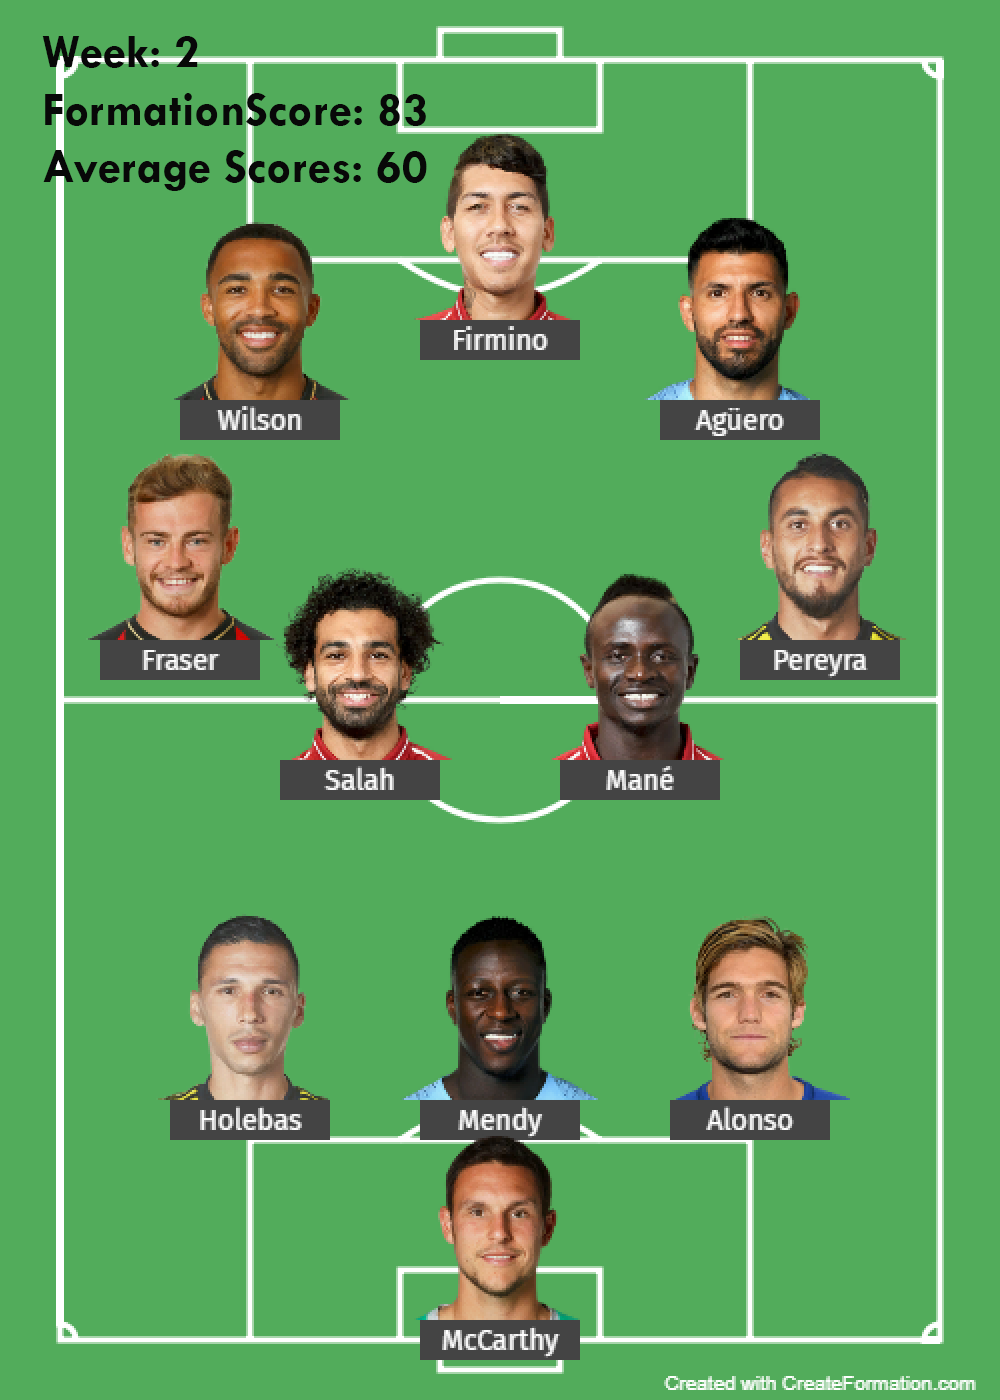 Week: 2
FormationScore: 83
Average Scores: 60
Firmino
Wilson
Agüero
Fraser
Pereyra
Salah
Mané
Holebas
Mendy
Alonso
McCarthy
Created with CreateFormation.com